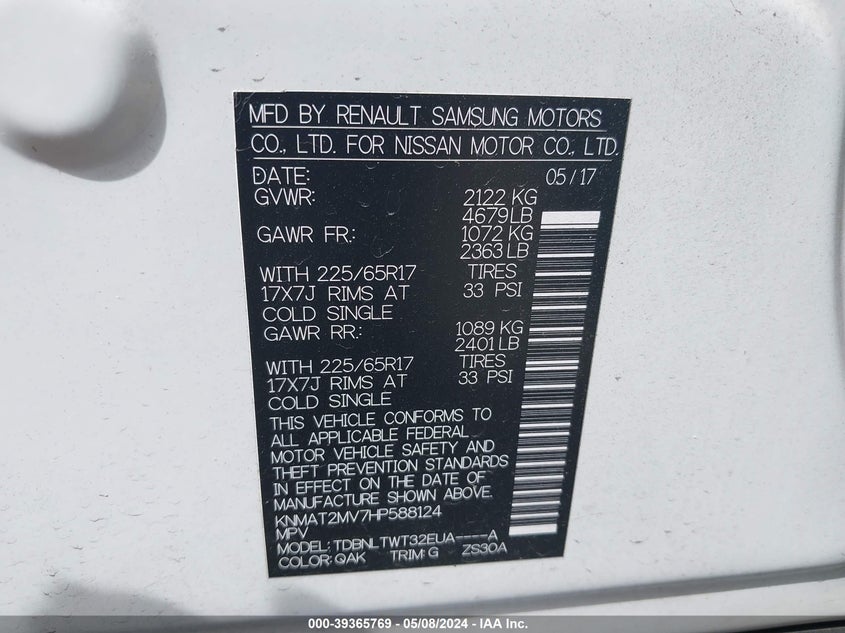 MFD BY RENAULT SAMSUNG MOTORS
CO., LTD. FOR NISSAN MOTOR CO., LTD.
DATE: 05/17
GVWR: 2122 KG
4679LB
GAWR FR.: 1072 KG
2363 LB
WITH 225/65R17 TIRES
17X7J RIMS AT 33 PSI
COLD SINGLE
GAWR RR.: 1089 KG
2401 LB
WITH 225/65R17 TIRES
17X7J RIMS AT 33 PSI
COLD SINGLE
THIS VEHICLE CONFORMS TO
ALL APPLICABLE FEDERAL
MOTOR VEHICLE SAFETY AND
THEFT PREVENTION STANDARDS
IN EFFECT ON THE DATE OF
MANUFACTURE SHOWN ABOVE.
KNMAT2MV7HP588124
MPV
MODEL: TDBNLTWT32EUA----A
COLOR: QAK TRIM:G ZS30A
000-39365769 - 05/08/2024 - IAA Inc.